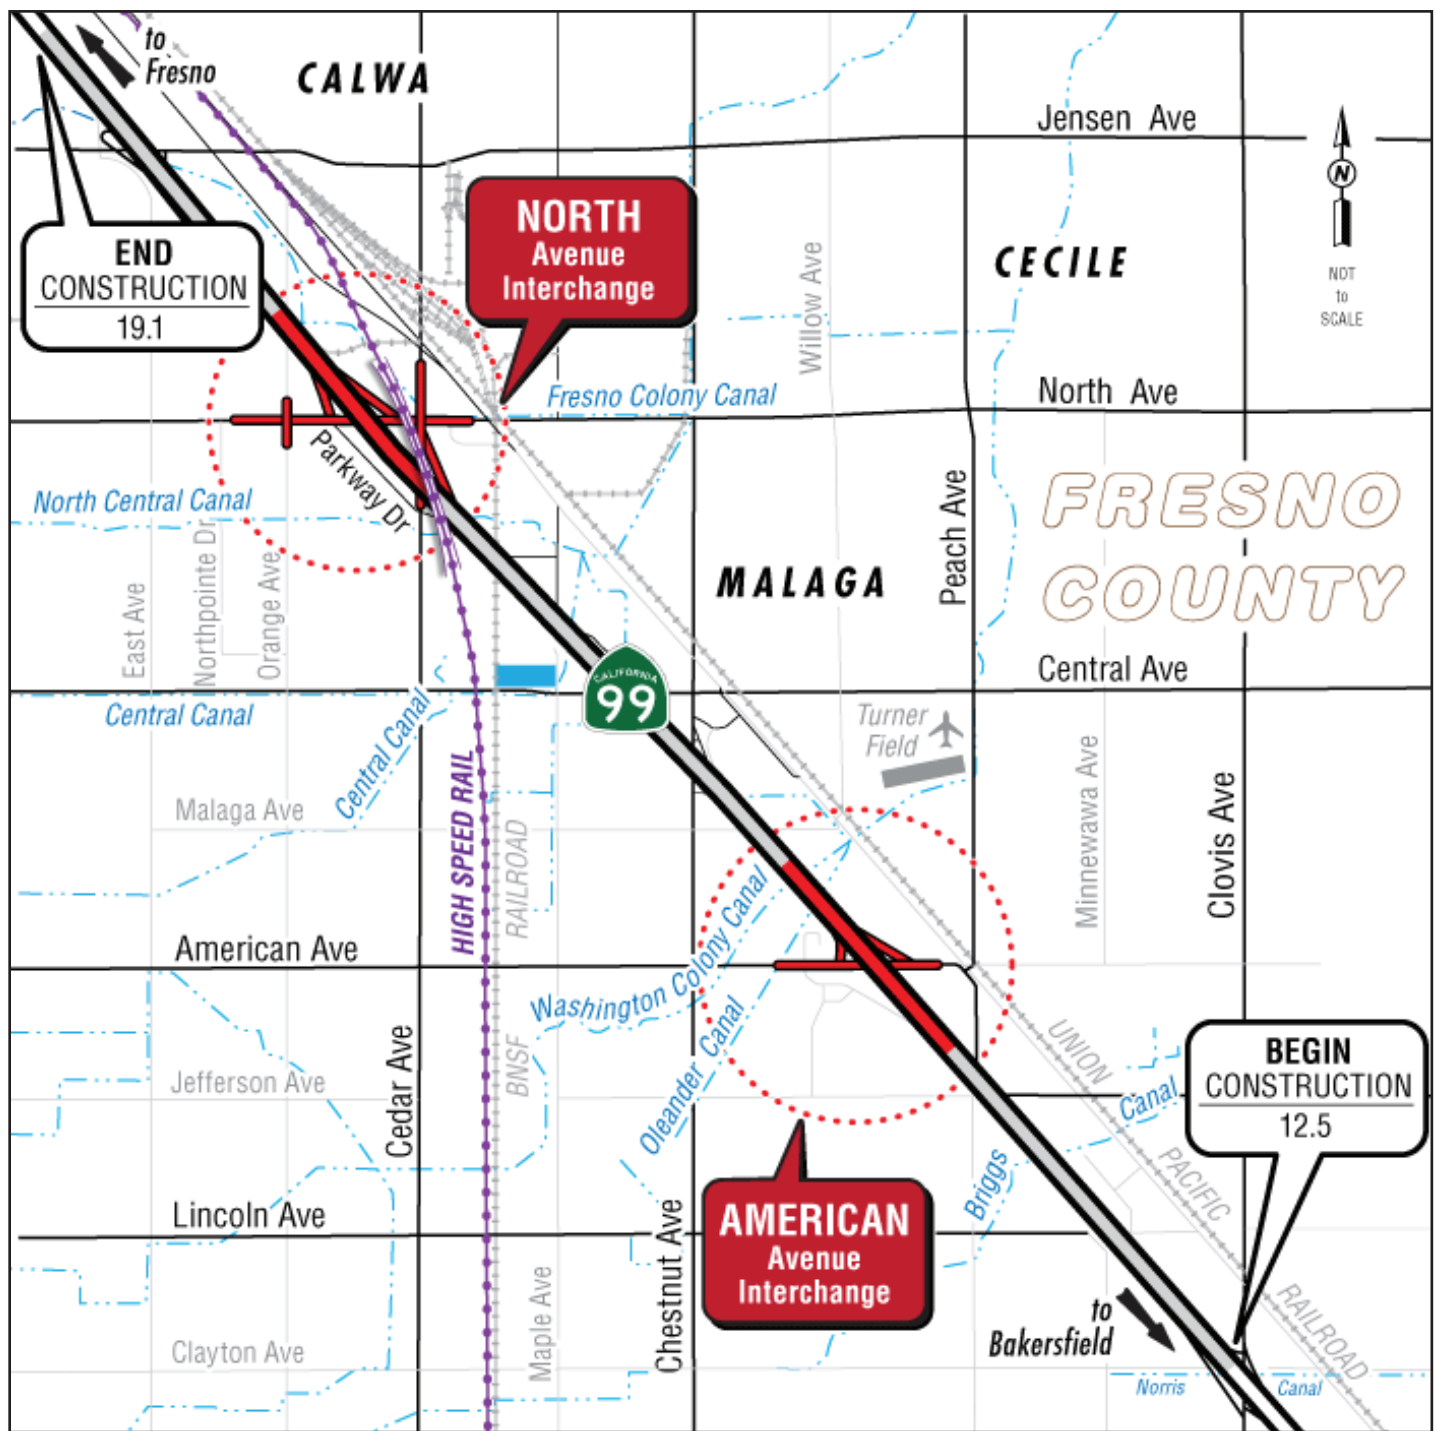 to
Fresno
CALWA
Jensen Ave
N
NOT
to
SCALE
END
CONSTRUCTION
19.1
NORTH
Avenue
Interchange
CECILE
Willow Ave
Fresno Colony Canal
North Ave
Parkway Dr
North Central Canal
Peach Ave
FRESNO
COUNTY
East Ave
Northpointe Dr
Orange Ave
MALAGA
Central Ave
CALIFORNIA
99
Central Canal
Central Canal
Turner
Field
HIGH SPEED RAIL
Malaga Ave
RAILROAD
Minnewawa Ave
Clovis Ave
American Ave
Washington Colony Canal
Oleander Canal
Cedar Ave
BNSF
Jefferson Ave
UNION
PACIFIC
RAILROAD
Briggs
Canal
BEGIN
CONSTRUCTION
12.5
Lincoln Ave
Chestnut Ave
AMERICAN
Avenue
Interchange
Maple Ave
Clayton Ave
to
Bakersfield
Norris
Canal